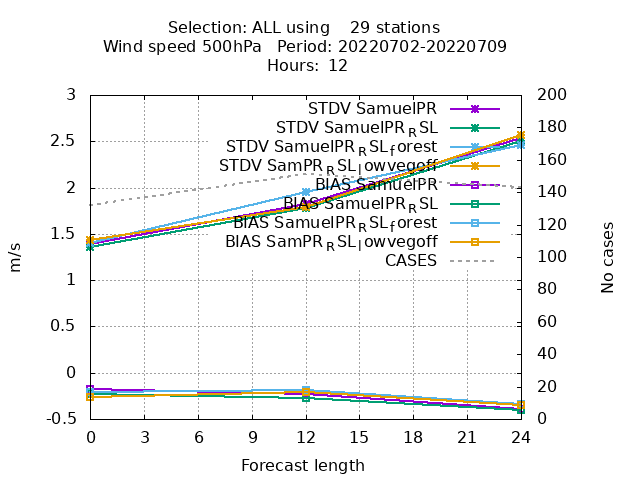 Selection: ALL using    29 stations
Wind speed 500hPa   Period: 20220702-20220709
Hours:  12
3
2.5
2
1.5
1
0.5
0
-0.5
m/s
200
180
160
140
120
100
80
60
40
20
0
No cases
STDV SamuelPR
STDV SamuelPR_RSL
STDV SamuelPR_RSL_forest
STDV SamPR_RSL_lowvegoff
BIAS SamuelPR
BIAS SamuelPR_RSL
BIAS SamuelPR_RSL_forest
BIAS SamPR_RSL_lowvegoff
CASES
0 3 6 9 12 15 18 21 24
Forecast length